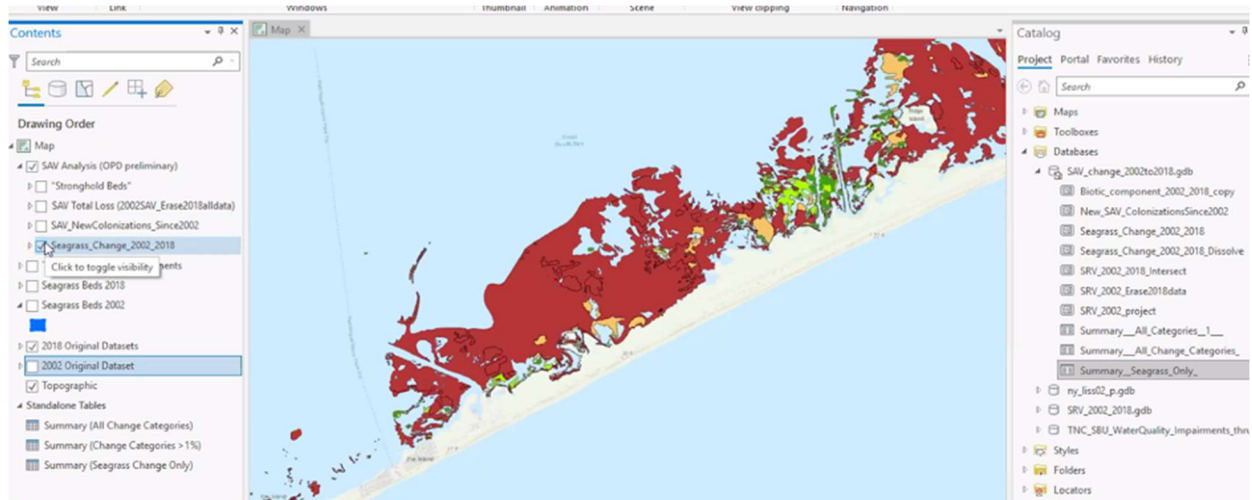 View
Link
Windows
Thumbnail
Animation
Scene
View Clipping
Navigation
Contents
Search
Drawing Order
Map
SAV Analysis (OPD preliminary)
"Stronghold Beds"
SAV Total Loss (2002SAV_Erase2018alldata)
SAV_NewColonizations_Since2002
Seagrass_Change_2002_2018
Click to toggle visibility
ments
Seagrass Beds 2018
Seagrass Beds 2002
2018 Original Datasets
2002 Original Dataset
Topographic
Standalone Tables
Summary (All Change Categories)
Summary (Change Categories >1%)
Summary (Seagrass Change Only)
Map
Island
Catalog
Project Portal Favorites History
Search
Maps
Toolboxes
Databases
SAV_change_2002to2018.gdb
Biotic_component_2002_2018_copy
New_SAV_ColonizationsSince2002
Seagrass_Change_2002_2018
Seagrass_Change_2002_2018_Dissolve
SRV_2002_2018_Intersect
SRV_2002_Erase2018data
SRV_2002_project
Summary__All_Categories__1___
Summary__All_Change_Categories_
Summary__Seagrass_Only_
ny_liss02_p.gdb
SRV_2002_2018.gdb
TNC_SBU_WaterQuality_Impairments_thru
Styles
Folders
Locators